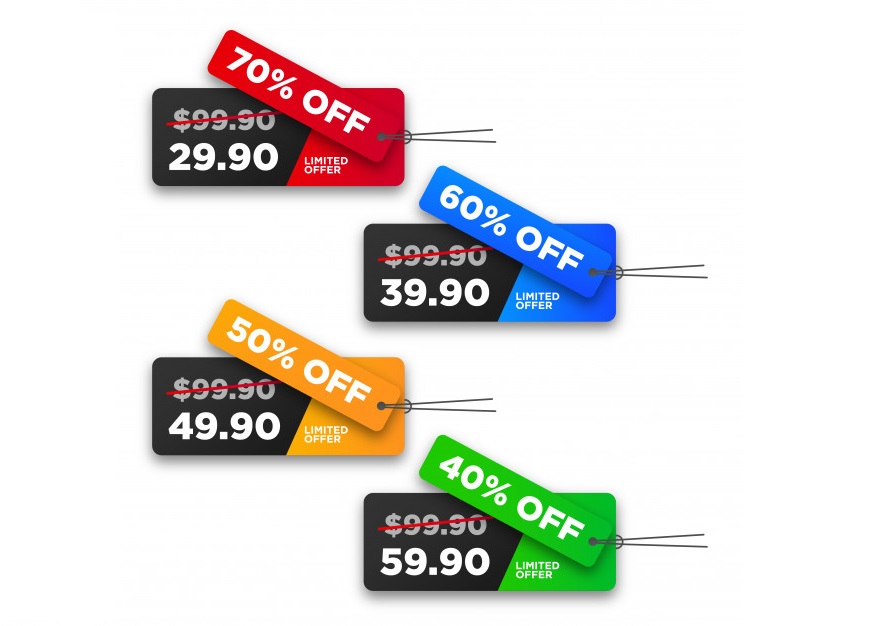 70% OFF
$99.90
29.90
LIMITED
OFFER
60% OFF
$99.90
39.90
LIMITED
OFFER
50% OFF
$99.90
49.90
LIMITED
OFFER
40% OFF
$99.90
59.90
LIMITED
OFFER